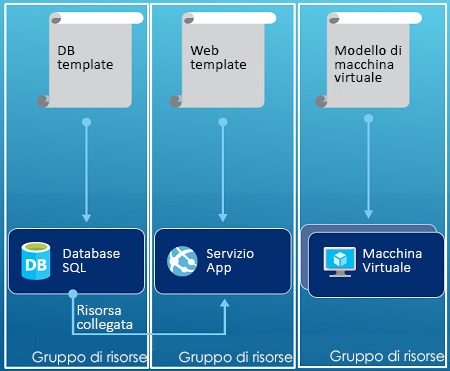 DB
template
Web
template
Modello di
macchina
virtuale
DB
Database
SQL
Servizio
App
Macchina
Virtuale
Risorsa
collegata
Gruppo di risorse
Gruppo di risorse
Gruppo di risorse